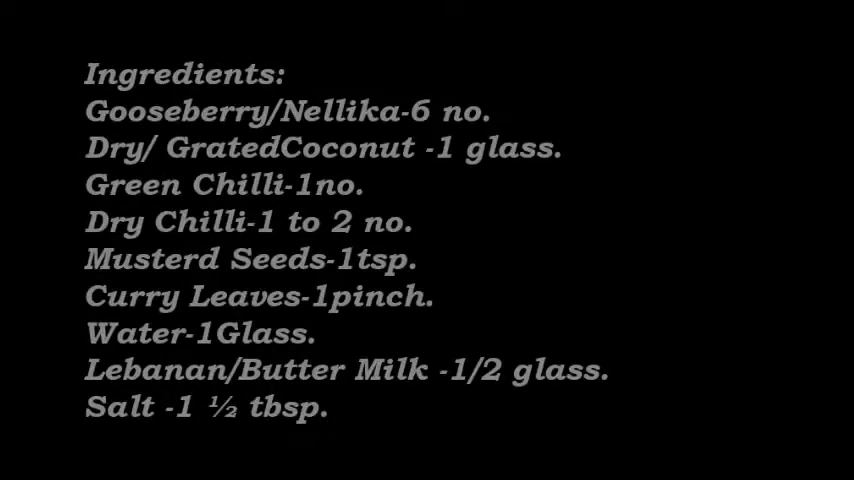 Ingredients:
Gooseberry/Nellika-6 no.
Dry/ GratedCoconut -1 glass.
Green Chilli-1no.
Dry Chilli-1 to 2 no.
Musterd Seeds-1tsp.
Curry Leaves-1pinch.
Water-1Glass.
Lebanan/Butter Milk -1/2 glass.
Salt -1 ½ tbsp.